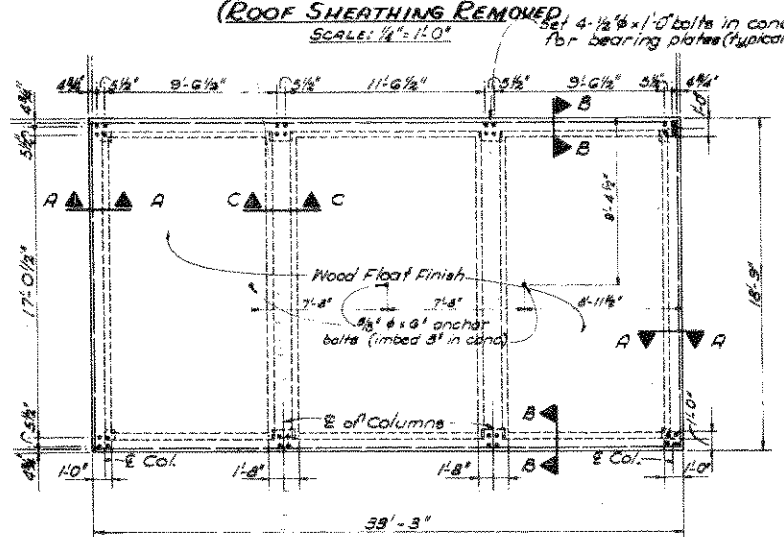 (ROOF SHEATHING REMOVED
SCALE: 1/4" = 1'-0"
Set 4-1/2"φ x 1'-0" bolts in conc
for bearing plates (typical
4 3/4" 5 1/2" 9'-6 1/2" 5 1/2" 11'-6 1/2" 5 1/2" 9'-6 1/2" 5 1/2" 4 3/4"
4 3/4"
5 1/2"
B
1'-0"
B
A A C C
8'-4 1/2"
17'-0 1/2"
18'-9"
Wood Float Finish
7'-8" 7'-8" 8'-11 1/2"
5/8" φ x 6" anchor
bolts (imbed 3" in conc)
A A
℄ of Columns
B
5 1/2"
4 3/4"
1'-0"
℄ Col.
B
℄ Col.
1'-0" 1'-8" 1'-8" 1'-0"
39'-3"